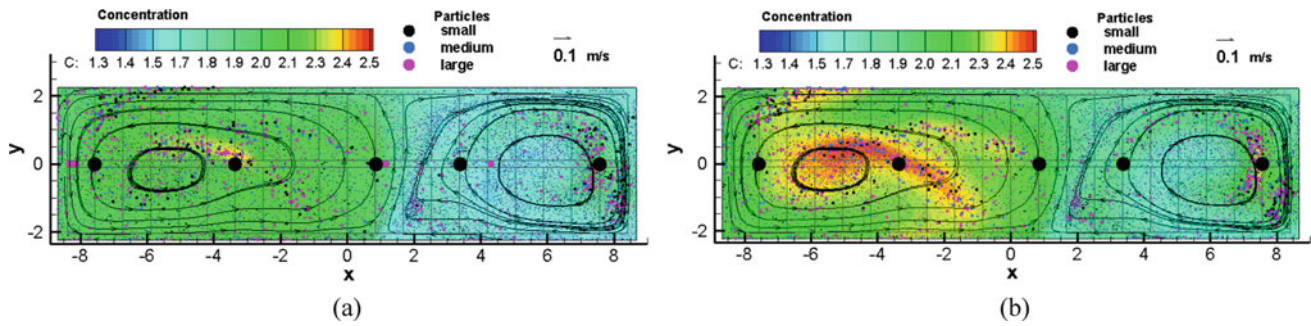 Concentration
Particles
small
medium
large
0.1 m/s
C: 1.3 1.4 1.5 1.7 1.8 1.9 2.0 2.1 2.2 2.3 2.4 2.5
y
2
0
-2
-8 -6 -4 -2 0 2 4 6 8
x
(a)
Concentration
Particles
small
medium
large
0.1 m/s
C: 1.3 1.4 1.5 1.7 1.8 1.9 2.0 2.1 2.2 2.3 2.4 2.5
y
2
0
-2
-8 -6 -4 -2 0 2 4 6 8
x
(b)